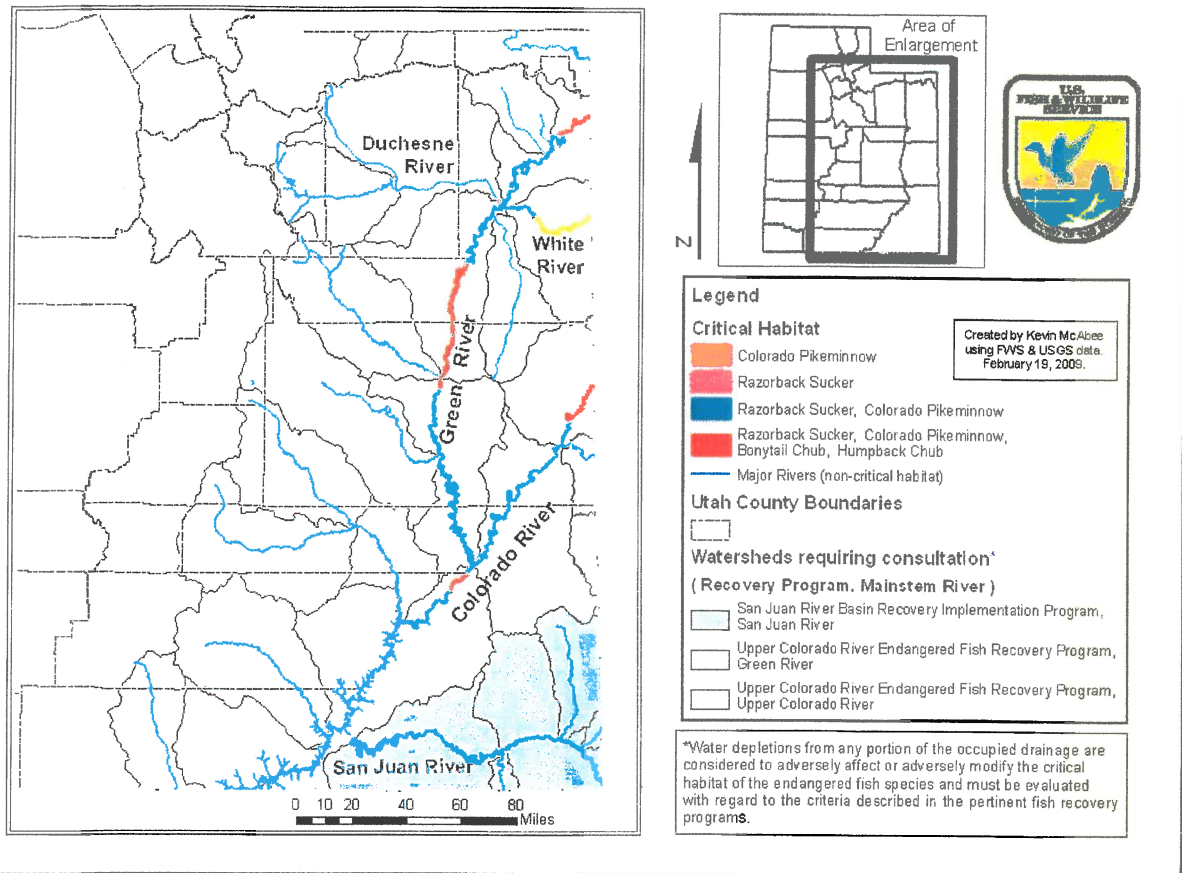 Area of
Enlargement
U.S.
FISH & WILDLIFE
SERVICE
Duchesne
River
White
River
Green River
Colorado River
San Juan River
0 10 20 40 60 80
Miles
N
Legend
Critical Habitat
Colorado Pikeminnow
Razorback Sucker
Razorback Sucker, Colorado Pikeminnow
Razorback Sucker, Colorado Pikeminnow,
Bonytail Chub, Humpback Chub
Major Rivers (non-critical habitat)
Created by Kevin McAbee
using FWS & USGS data.
February 19, 2009.
Utah County Boundaries
Watersheds requiring consultation*
( Recovery Program. Mainstem River )
San Juan River Basin Recovery Implementation Program,
San Juan River
Upper Colorado River Endangered Fish Recovery Program,
Green River
Upper Colorado River Endangered Fish Recovery Program,
Upper Colorado River
*Water depletions from any portion of the occupied drainage are
considered to adversely affect or adversely modify the critical
habitat of the endangered fish species and must be evaluated
with regard to the criteria described in the pertinent fish recovery
programs.